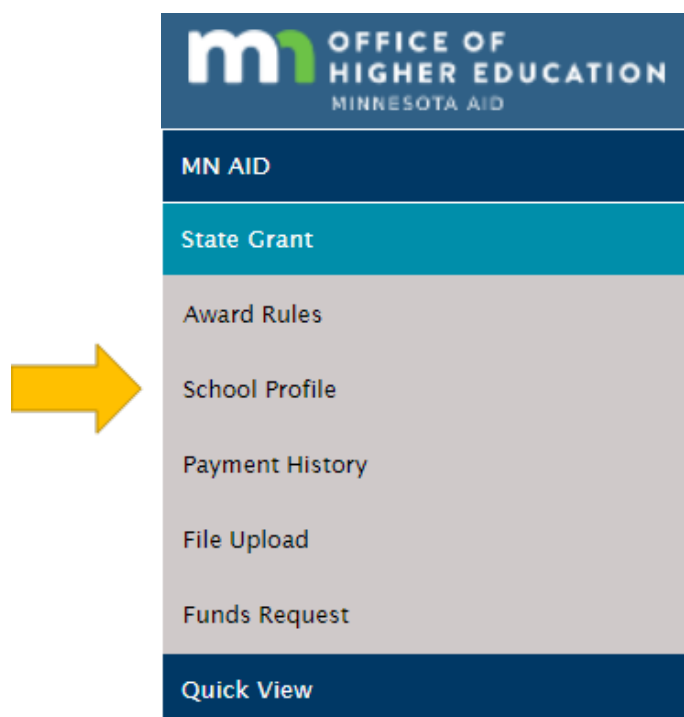 mn OFFICE OF
HIGHER EDUCATION
MINNESOTA AID
MN AID
State Grant
Award Rules
School Profile
Payment History
File Upload
Funds Request
Quick View